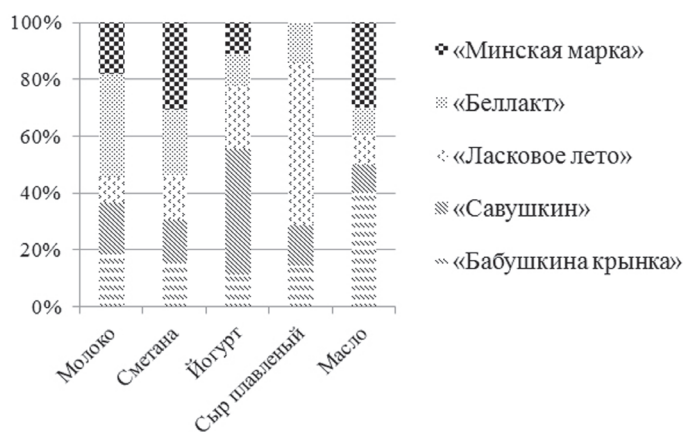 100%
80%
60%
40%
20%
0%
Молоко
Сметана
Йогурт
Сыр плавленый
Масло
«Минская марка»
«Беллакт»
«Ласковое лето»
«Савушкин»
«Бабушкина крынка»